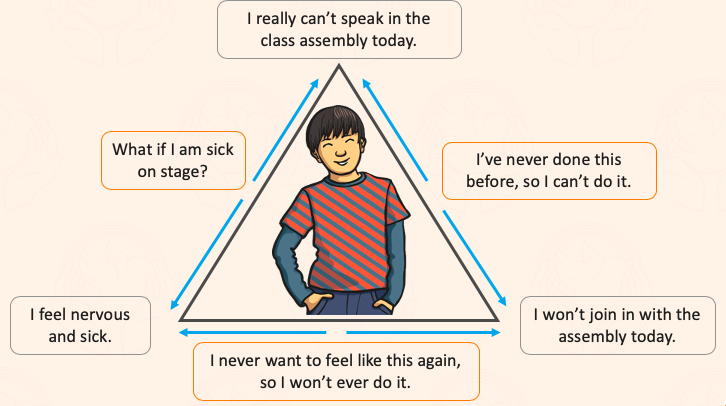 I really can't speak in the
class assembly today.
What if I am sick
on stage?
I've never done this
before, so I can't do it.
I feel nervous
and sick.
I won't join in with the
assembly today.
I never want to feel like this again,
so I won't ever do it.